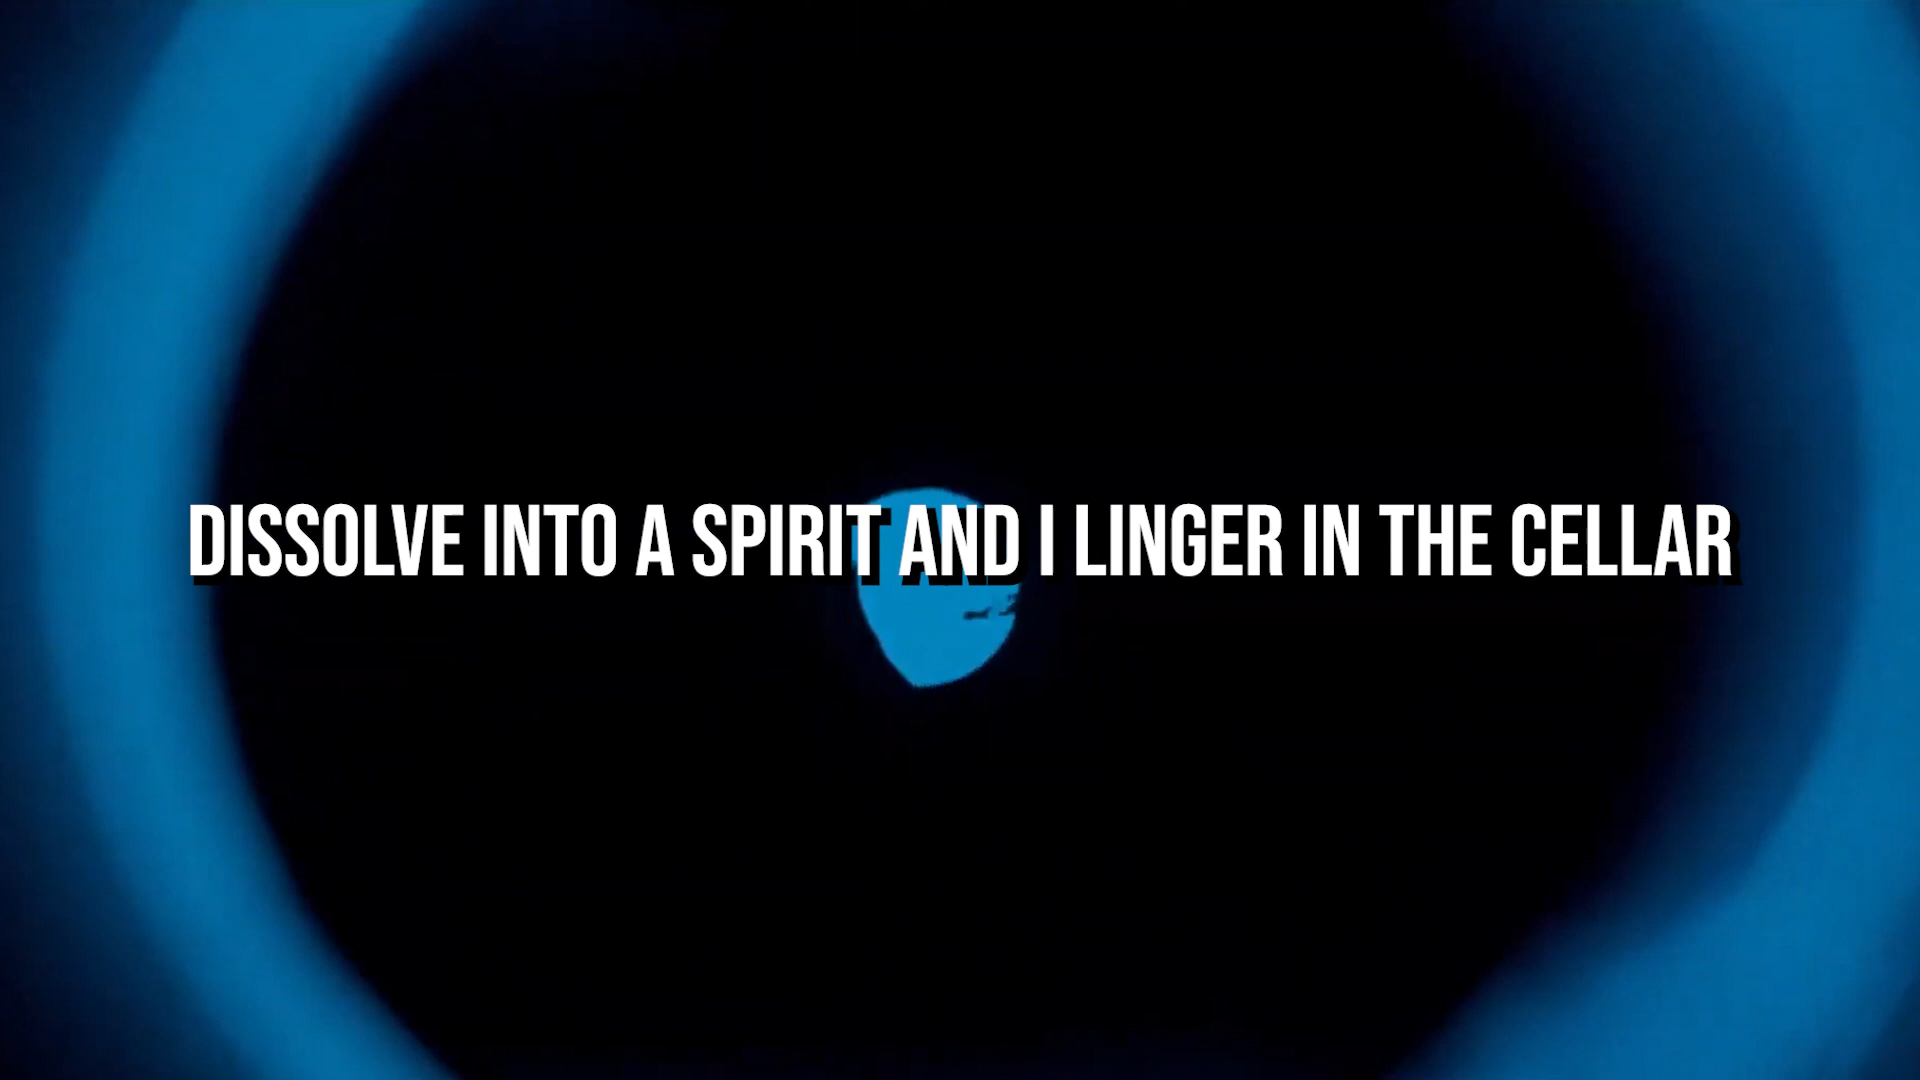 DISSOLVE INTO A SPIRIT AND I LINGER IN THE CELLAR